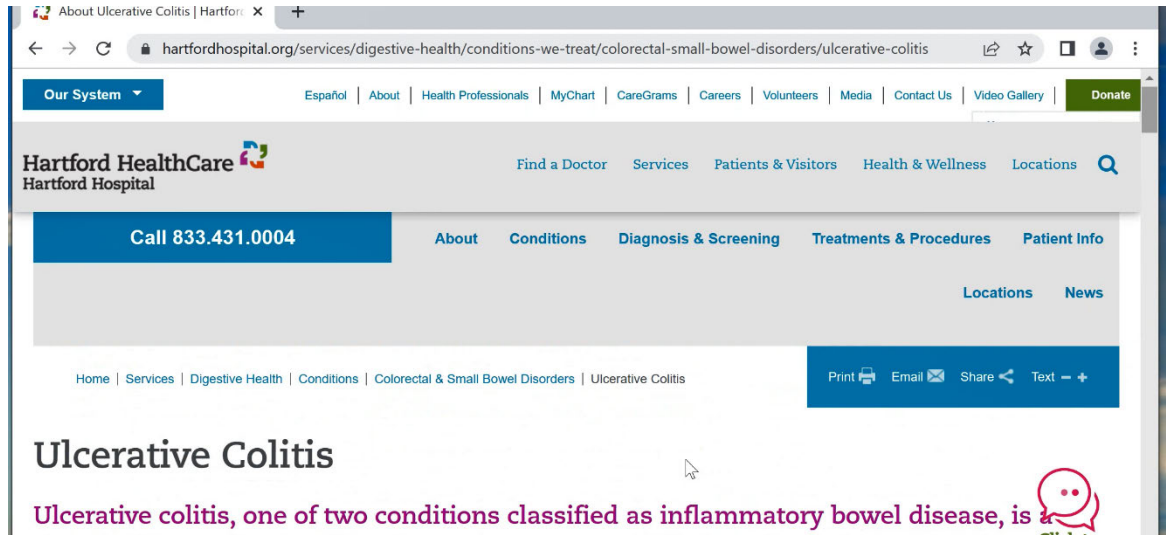 About Ulcerative Colitis | Hartfor
hartfordhospital.org/services/digestive-health/conditions-we-treat/colorectal-small-bowel-disorders/ulcerative-colitis
Our System Español | About | Health Professionals | MyChart | CareGrams | Careers | Volunteers | Media | Contact Us | Video Gallery | Donate
Hartford HealthCare
Hartford Hospital
Find a Doctor Services Patients & Visitors Health & Wellness Locations
Call 833.431.0004 About Conditions Diagnosis & Screening Treatments & Procedures Patient Info
Locations News
Home | Services | Digestive Health | Conditions | Colorectal & Small Bowel Disorders | Ulcerative Colitis Print Email Share Text − +
Ulcerative Colitis
Ulcerative colitis, one of two conditions classified as inflammatory bowel disease, is a